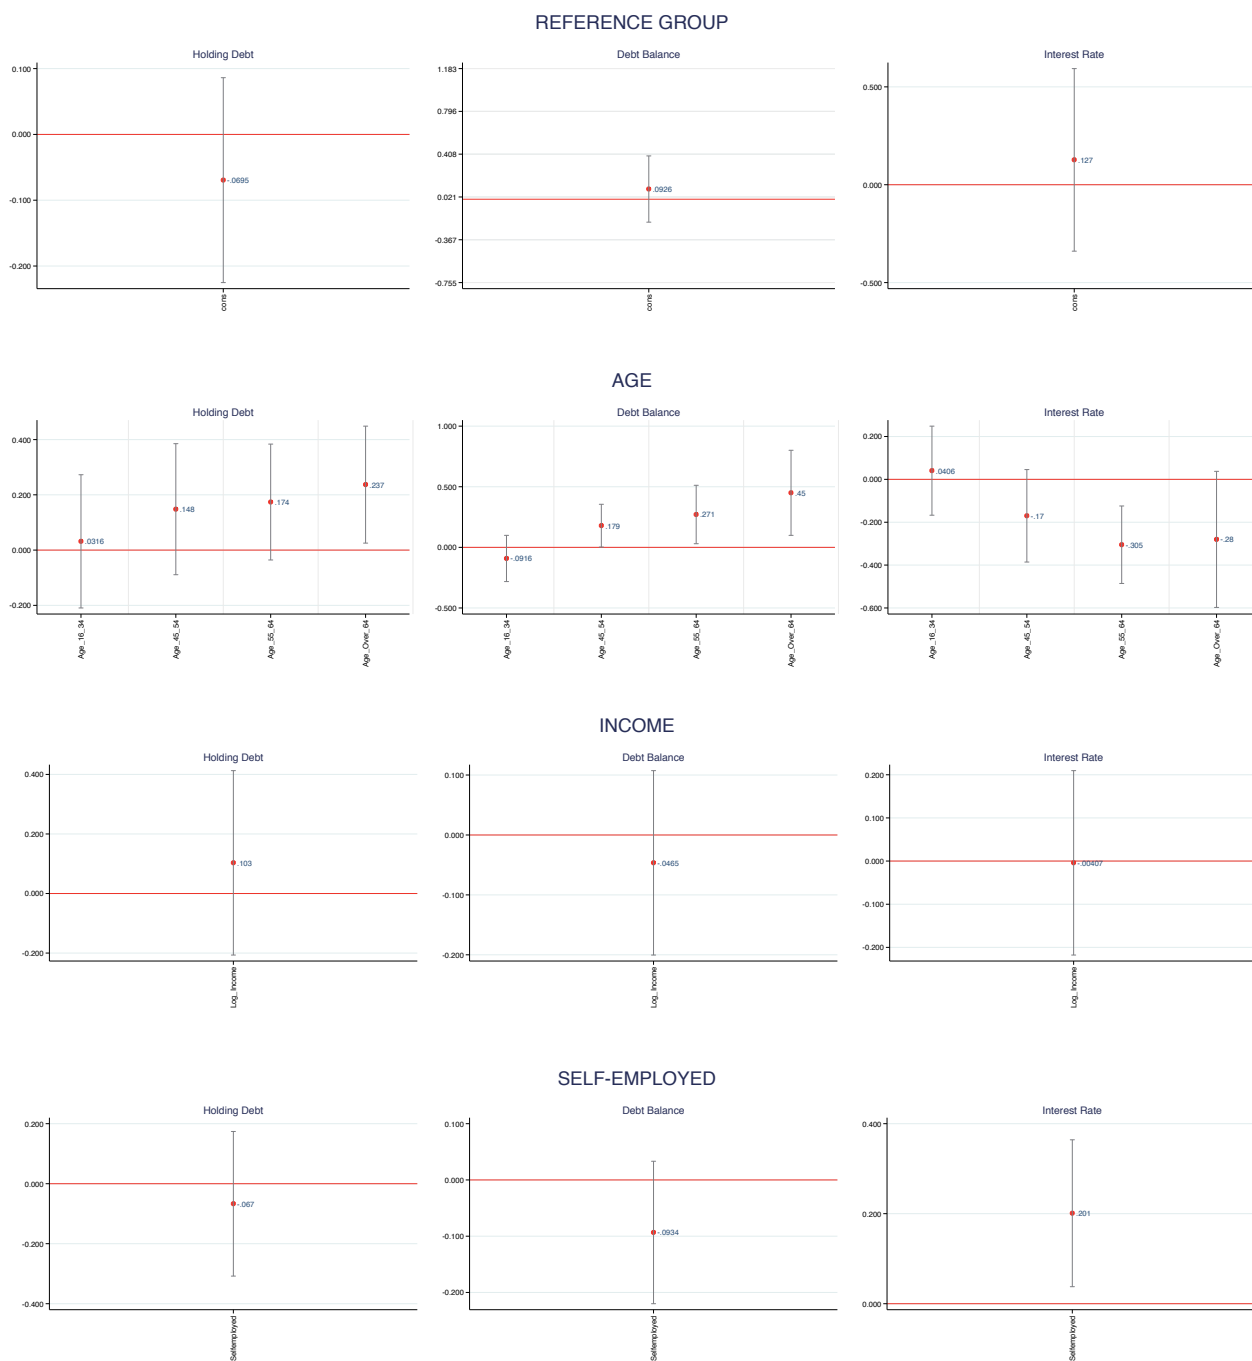 REFERENCE GROUP
Holding Debt
0.100
0.000
-0.100
-0.200
-.0695
cons
Debt Balance
1.183
0.796
0.408
0.021
-0.367
-0.755
.0926
cons
Interest Rate
0.500
0.000
-0.500
.127
cons
AGE
Holding Debt
0.400
0.200
0.000
-0.200
.0316
.148
.174
.237
Age_16_34
Age_45_54
Age_55_64
Age_Over_64
Debt Balance
1.000
0.500
0.000
-0.500
-.0916
.179
.271
.45
Age_16_34
Age_45_54
Age_55_64
Age_Over_64
Interest Rate
0.200
0.000
-0.200
-0.400
-0.600
.0406
-.17
-.305
-.28
Age_16_34
Age_45_54
Age_55_64
Age_Over_64
INCOME
Holding Debt
0.400
0.200
0.000
-0.200
.103
Log_Income
Debt Balance
0.100
0.000
-0.100
-0.200
-.0465
Log_Income
Interest Rate
0.200
0.100
0.000
-0.100
-0.200
-.00407
Log_Income
SELF-EMPLOYED
Holding Debt
0.200
0.000
-0.200
-0.400
-.067
Selfemployed
Debt Balance
0.100
0.000
-0.100
-0.200
-.0934
Selfemployed
Interest Rate
0.400
0.200
0.000
.201
Selfemployed